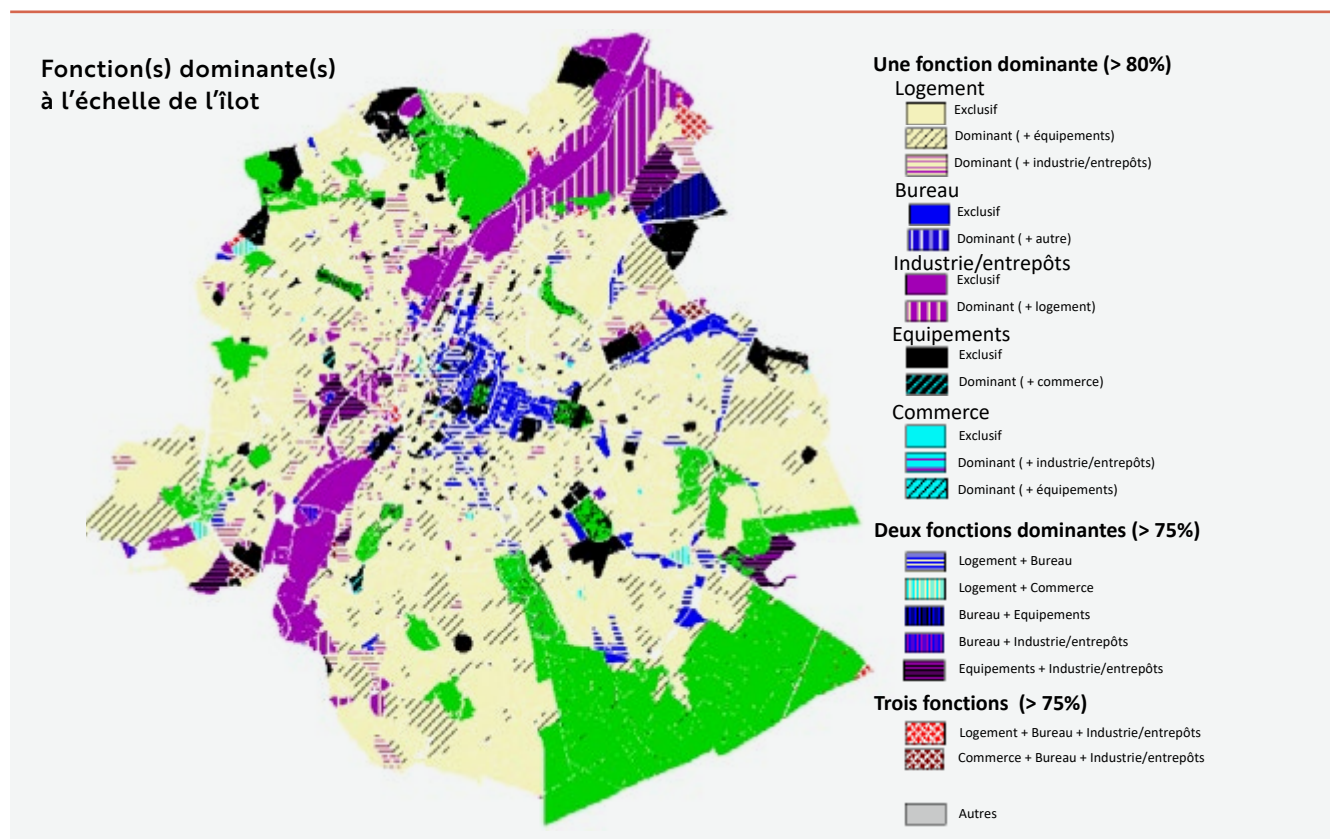 Fonction(s) dominante(s)
à l'échelle de l'îlot
Une fonction dominante (> 80%)
Logement
Exclusif
Dominant ( + équipements)
Dominant ( + industrie/entrepôts)
Bureau
Exclusif
Dominant ( + autre)
Industrie/entrepôts
Exclusif
Dominant ( + logement)
Equipements
Exclusif
Dominant ( + commerce)
Commerce
Exclusif
Dominant ( + industrie/entrepôts)
Dominant ( + équipements)
Deux fonctions dominantes (> 75%)
Logement + Bureau
Logement + Commerce
Bureau + Equipements
Bureau + Industrie/entrepôts
Equipements + Industrie/entrepôts
Trois fonctions (> 75%)
Logement + Bureau + Industrie/entrepôts
Commerce + Bureau + Industrie/entrepôts
Autres